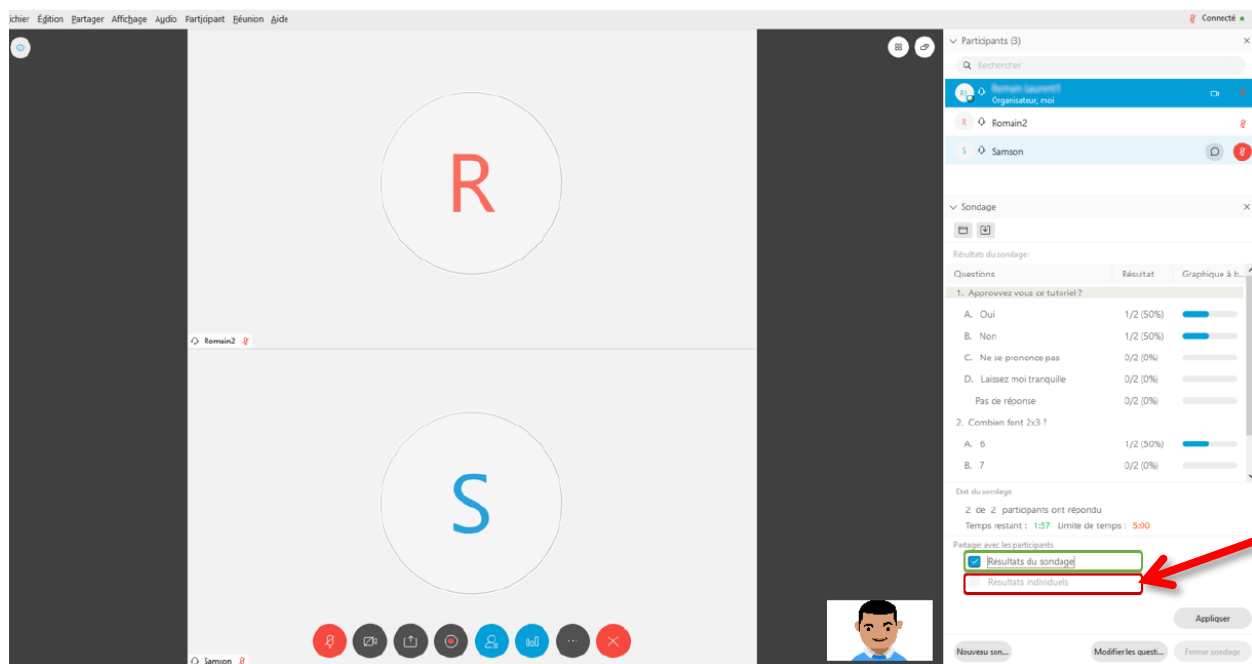 chier Édition Partager Affichage Audio Participant Réunion Aide
Connecté
Participants (3)
Rechercher
RL
Organisateur, moi
R Romain2
S Samson
R
Romain2
S
Samson
Sondage
Résultats du sondage:
Questions Résultat Graphique à b...
1. Approuvez vous ce tutoriel ?
A. Oui 1/2 (50%)
B. Non 1/2 (50%)
C. Ne se prononce pas 0/2 (0%)
D. Laissez moi tranquille 0/2 (0%)
Pas de réponse 0/2 (0%)
2. Combien font 2x3 ?
A. 6 1/2 (50%)
B. 7 0/2 (0%)
Etat du sondage
2 de 2 participants ont répondu
Temps restant : 1:57 Limite de temps : 5:00
Partager avec les participants
Résultats du sondage
Résultats individuels
Appliquer
Nouveau son... Modifier les questi... Fermer sondage